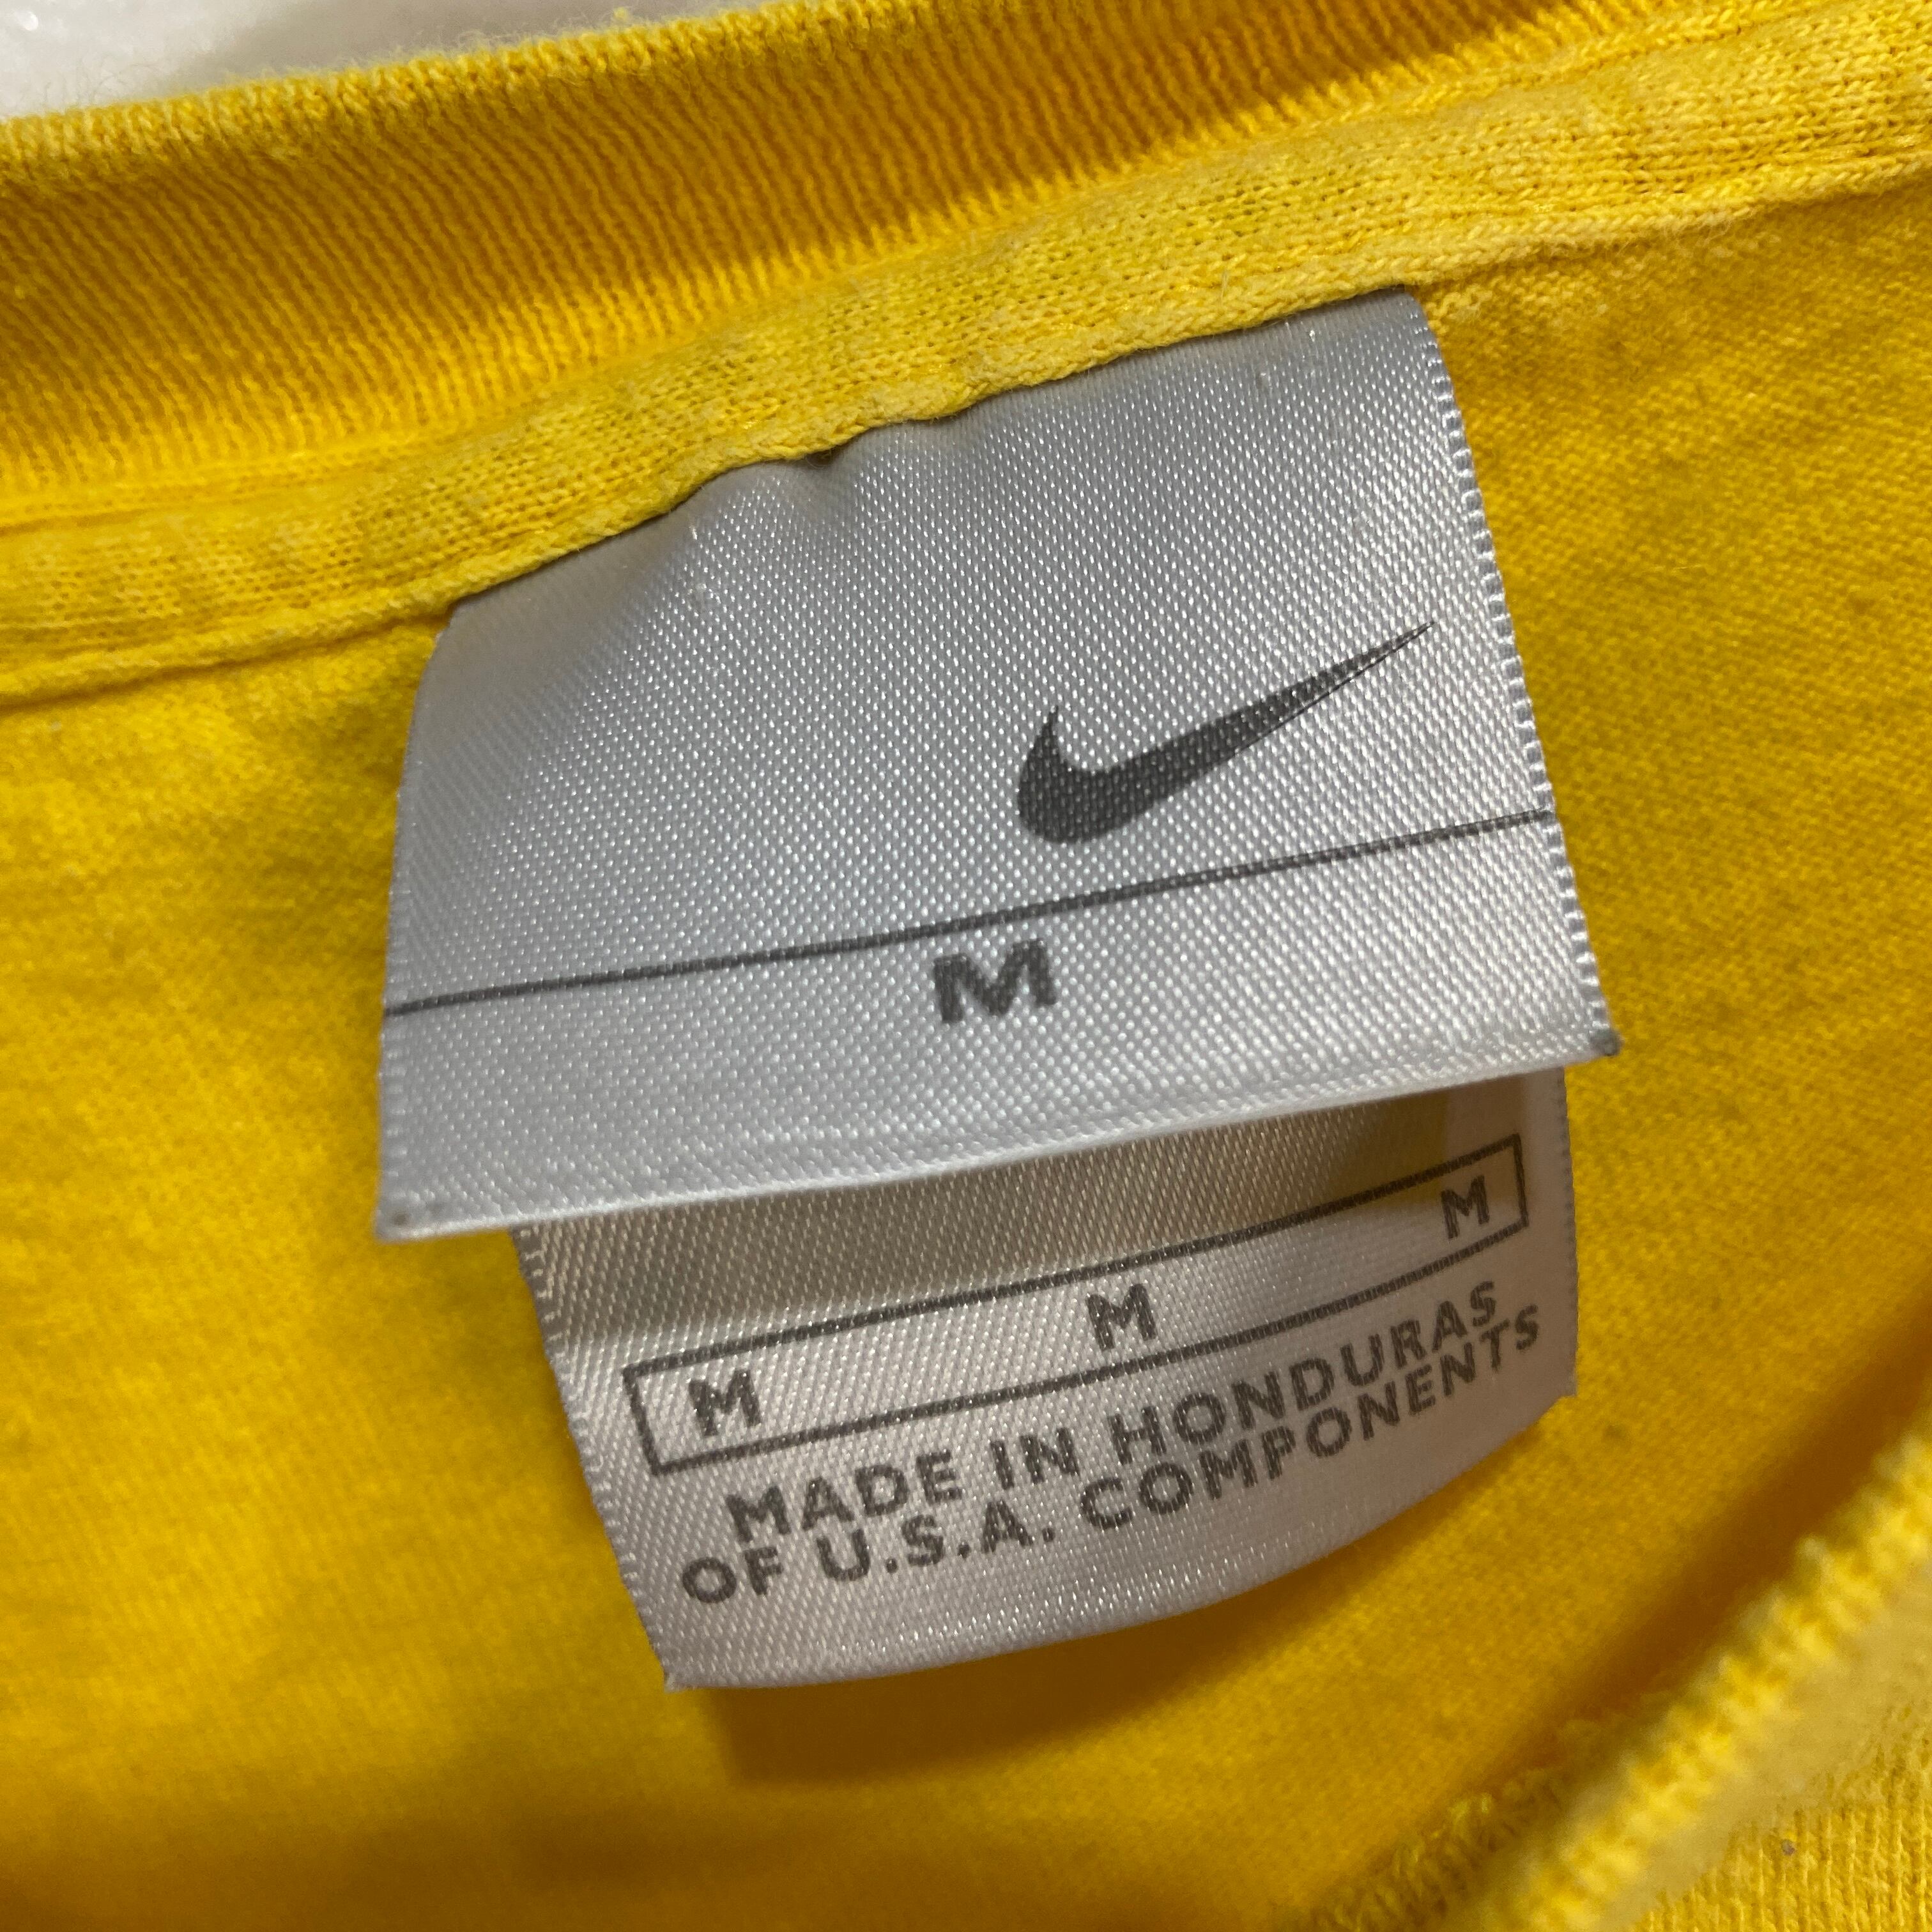 M
M M M
MADE IN HONDURAS
OF U.S.A. COMPONENTS